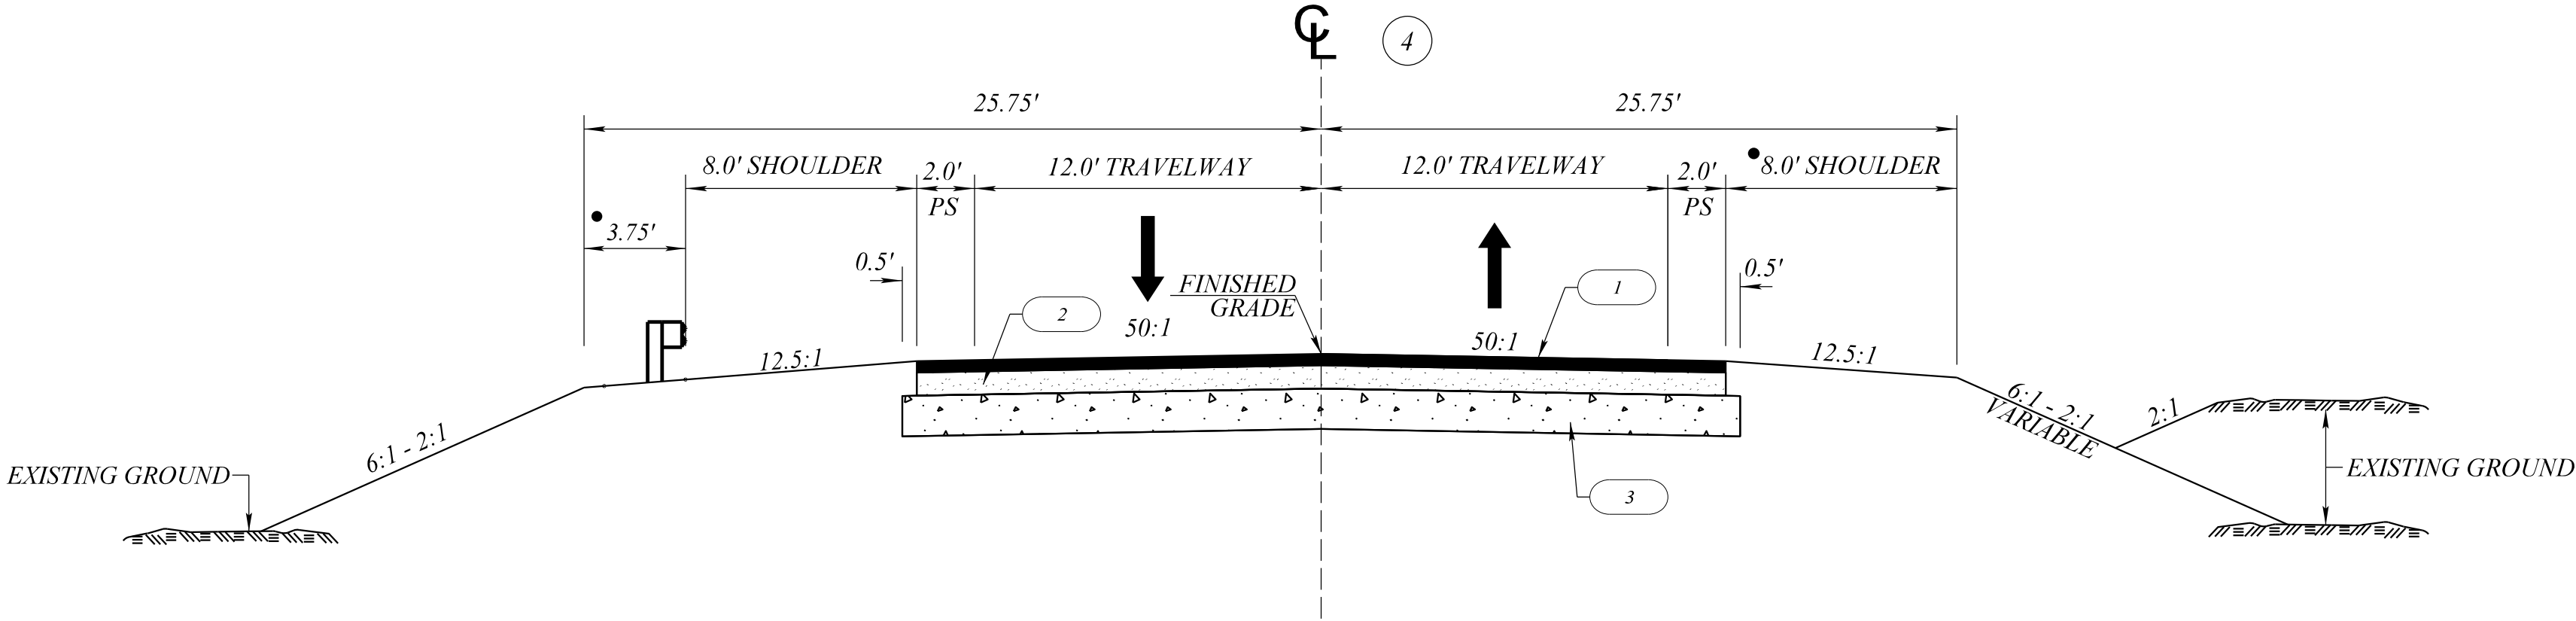 ℄
4
25.75'
25.75'
8.0' SHOULDER
2.0'
PS
12.0' TRAVELWAY
12.0' TRAVELWAY
2.0'
PS
•8.0' SHOULDER
•
3.75'
0.5'
0.5'
FINISHED
GRADE
1
2
50:1
50:1
12.5:1
12.5:1
6:1 - 2:1
6:1 - 2:1
VARIABLE
2:1
EXISTING GROUND
EXISTING GROUND
3